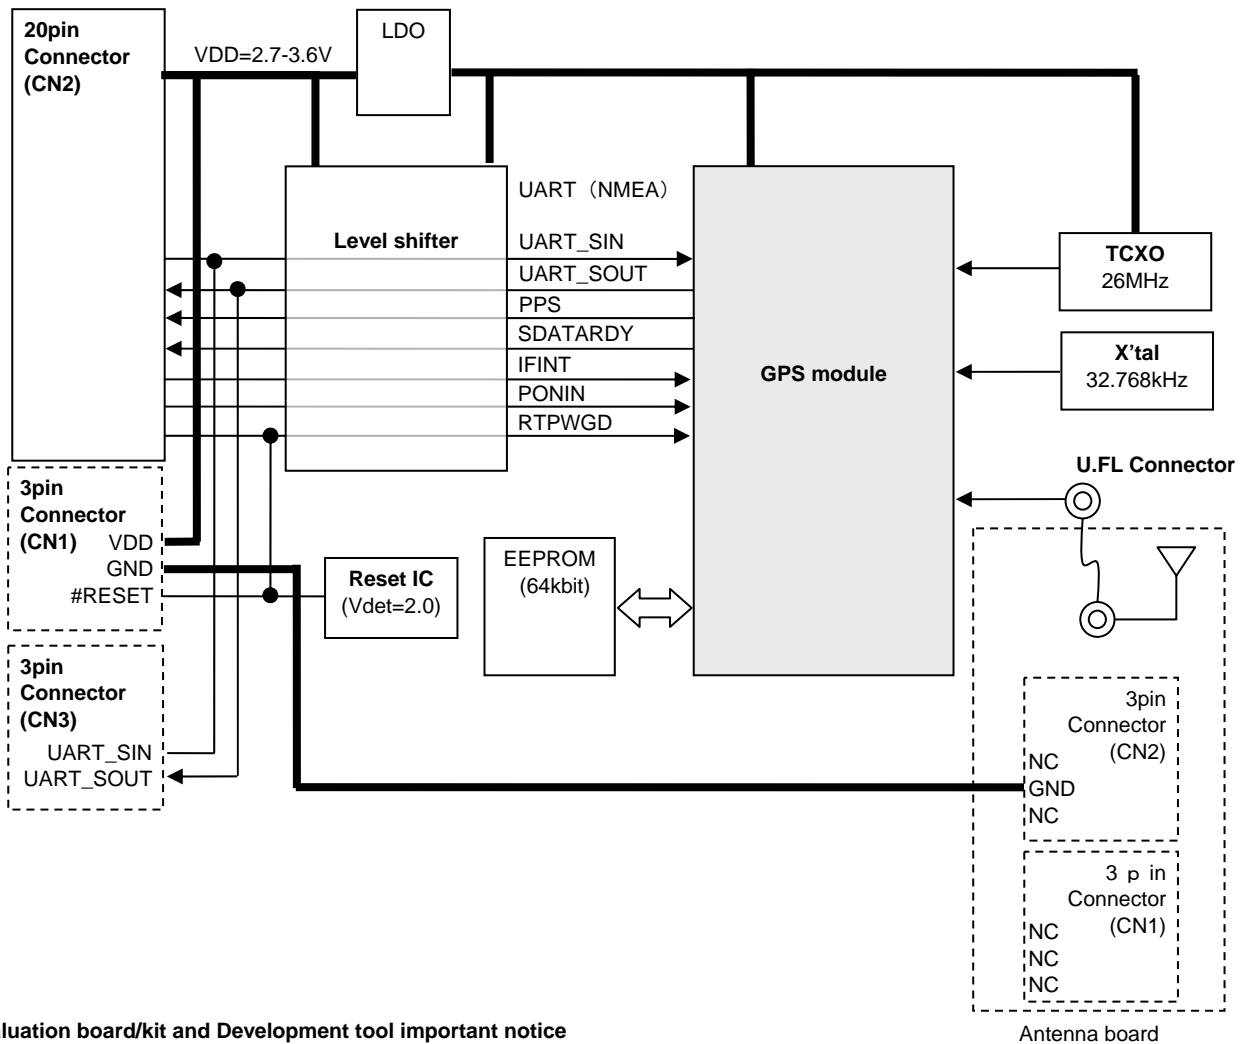 20pin
Connector
(CN2)
VDD=2.7-3.6V
LDO
Level shifter
UART（NMEA）
UART_SIN
UART_SOUT
PPS
SDATARDY
IFINT
PONIN
RTPWGD
GPS module
TCXO
26MHz
X’tal
32.768kHz
U.FL Connector
3pin
Connector
(CN1)
VDD
GND
#RESET
Reset IC
(Vdet=2.0)
EEPROM
(64kbit)
3pin
Connector
(CN3)
UART_SIN
UART_SOUT
3pin
Connector
(CN2)
NC
GND
NC
3 ｐ in
Connector
(CN1)
NC
NC
NC
Antenna board
luation board/kit and Development tool important notice